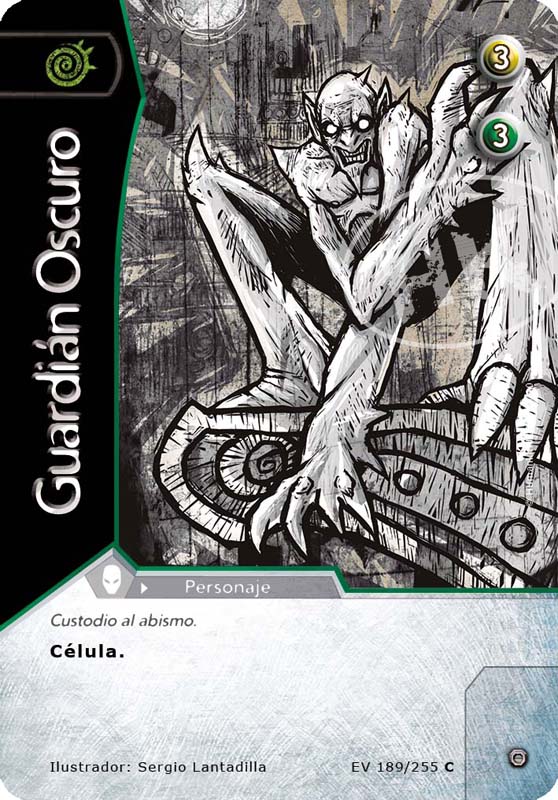 3
3
Guardián Oscuro
Personaje
Custodio al abismo.
Célula.
Ilustrador: Sergio Lantadilla
EV 189/255 C